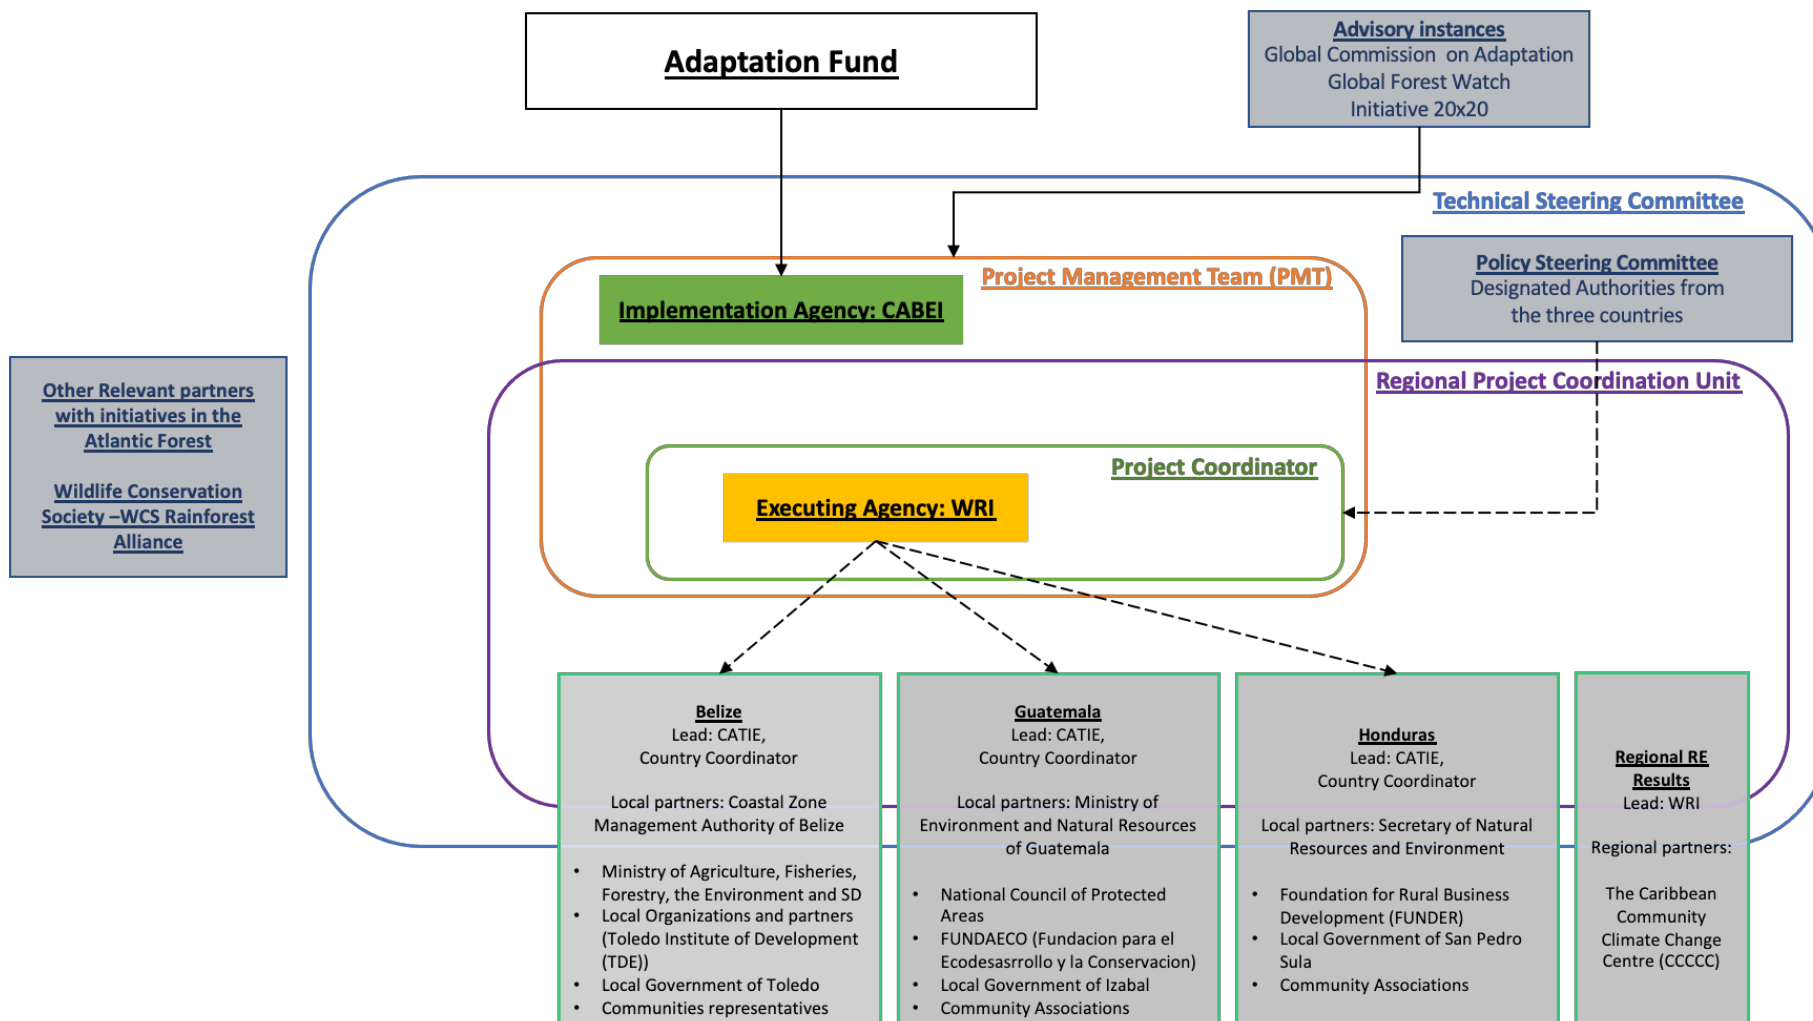 Adaptation Fund
Advisory instances
Global Commission  on Adaptation
Global Forest Watch
Initiative 20x20
Technical Steering Committee
Policy Steering Committee
Designated Authorities from
the three countries
Project Management Team (PMT)
Implementation Agency: CABEI
Regional Project Coordination Unit
Other Relevant partners
with initiatives in the
Atlantic Forest
Wildlife Conservation
Society –WCS Rainforest
Alliance
Project Coordinator
Executing Agency: WRI
Belize
Lead: CATIE,
Country Coordinator
Local partners: Coastal Zone
Management Authority of Belize
• Ministry of Agriculture, Fisheries,
Forestry, the Environment and SD
• Local Organizations and partners
(Toledo Institute of Development
(TDE))
• Local Government of Toledo
• Communities representatives
Guatemala
Lead: CATIE,
Country Coordinator
Local partners: Ministry of
Environment and Natural Resources
of Guatemala
• National Council of Protected
Areas
• FUNDAECO (Fundacion para el
Ecodesasrrollo y la Conservacion)
• Local Government of Izabal
• Community Associations
Honduras
Lead: CATIE,
Country Coordinator
Local partners: Secretary of Natural
Resources and Environment
• Foundation for Rural Business
Development (FUNDER)
• Local Government of San Pedro
Sula
• Community Associations
Regional RE
Results
Lead: WRI
Regional partners:
The Caribbean
Community
Climate Change
Centre (CCCCC)